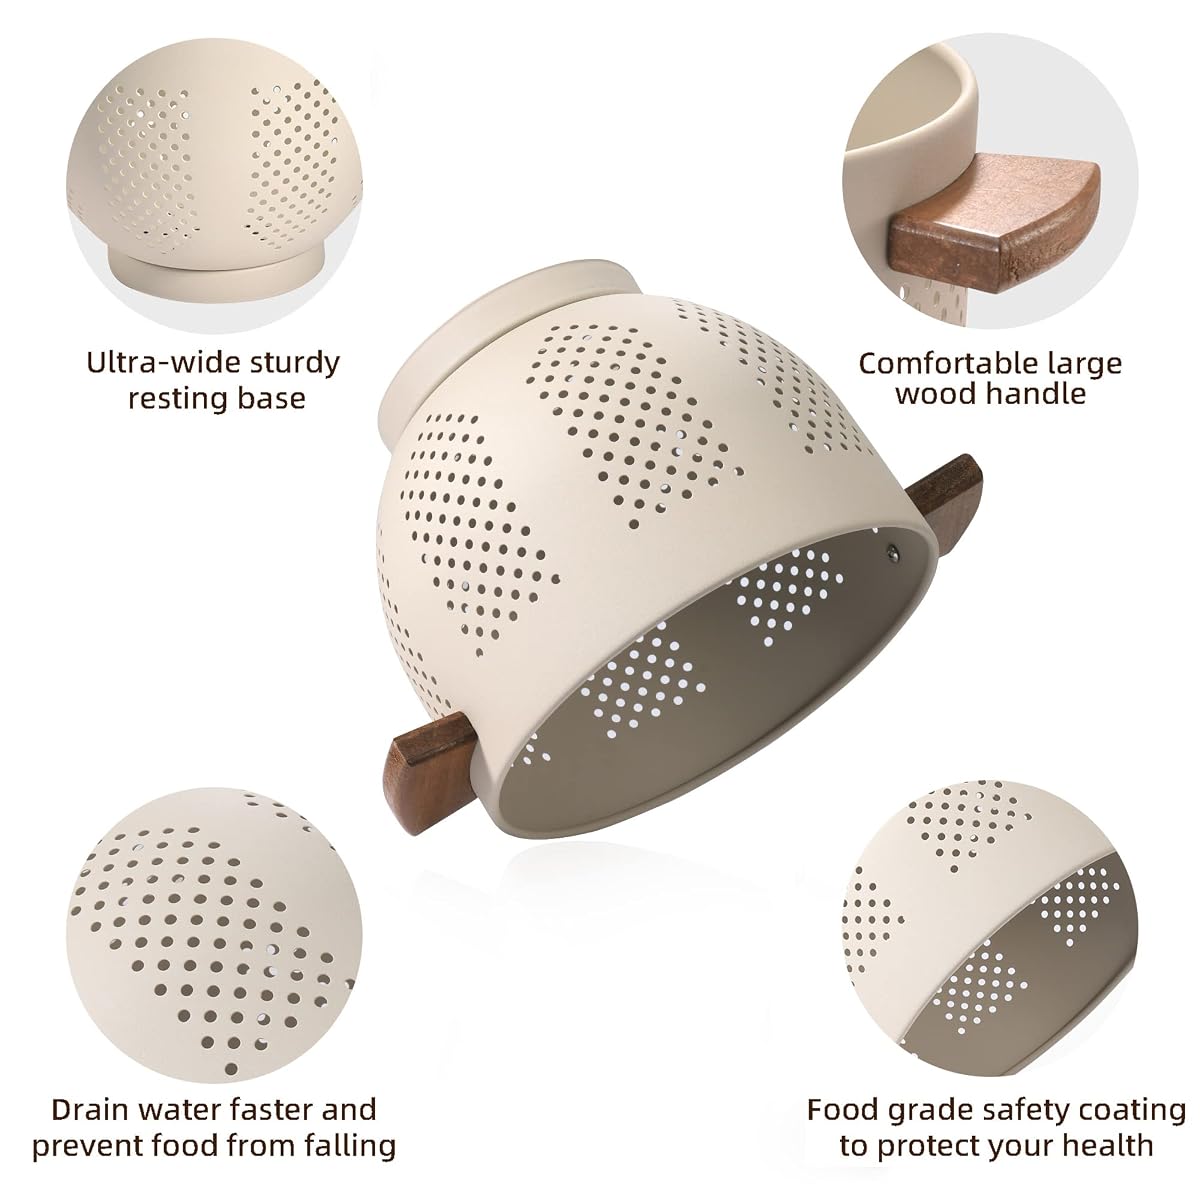 Ultra-wide sturdy
resting base
Comfortable large
wood handle
Drain water faster and
prevent food from falling
Food grade safety coating
to protect your health